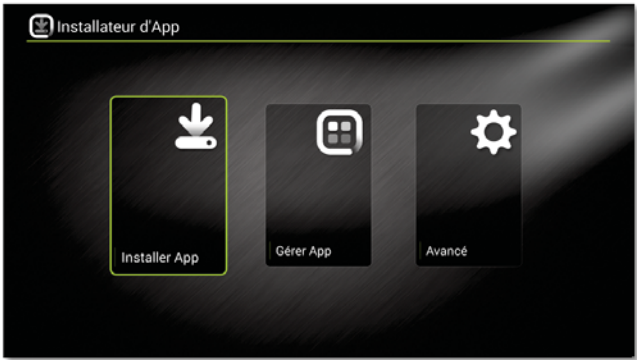 Installateur d'App
Installer App
Gérer App
Avancé